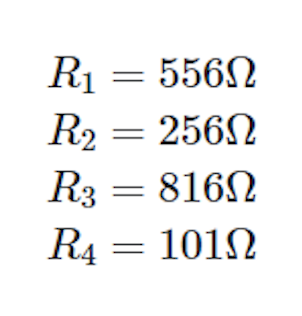 R₁ = 556Ω
R₂ = 256Ω
R₃ = 816Ω
R₄ = 101Ω